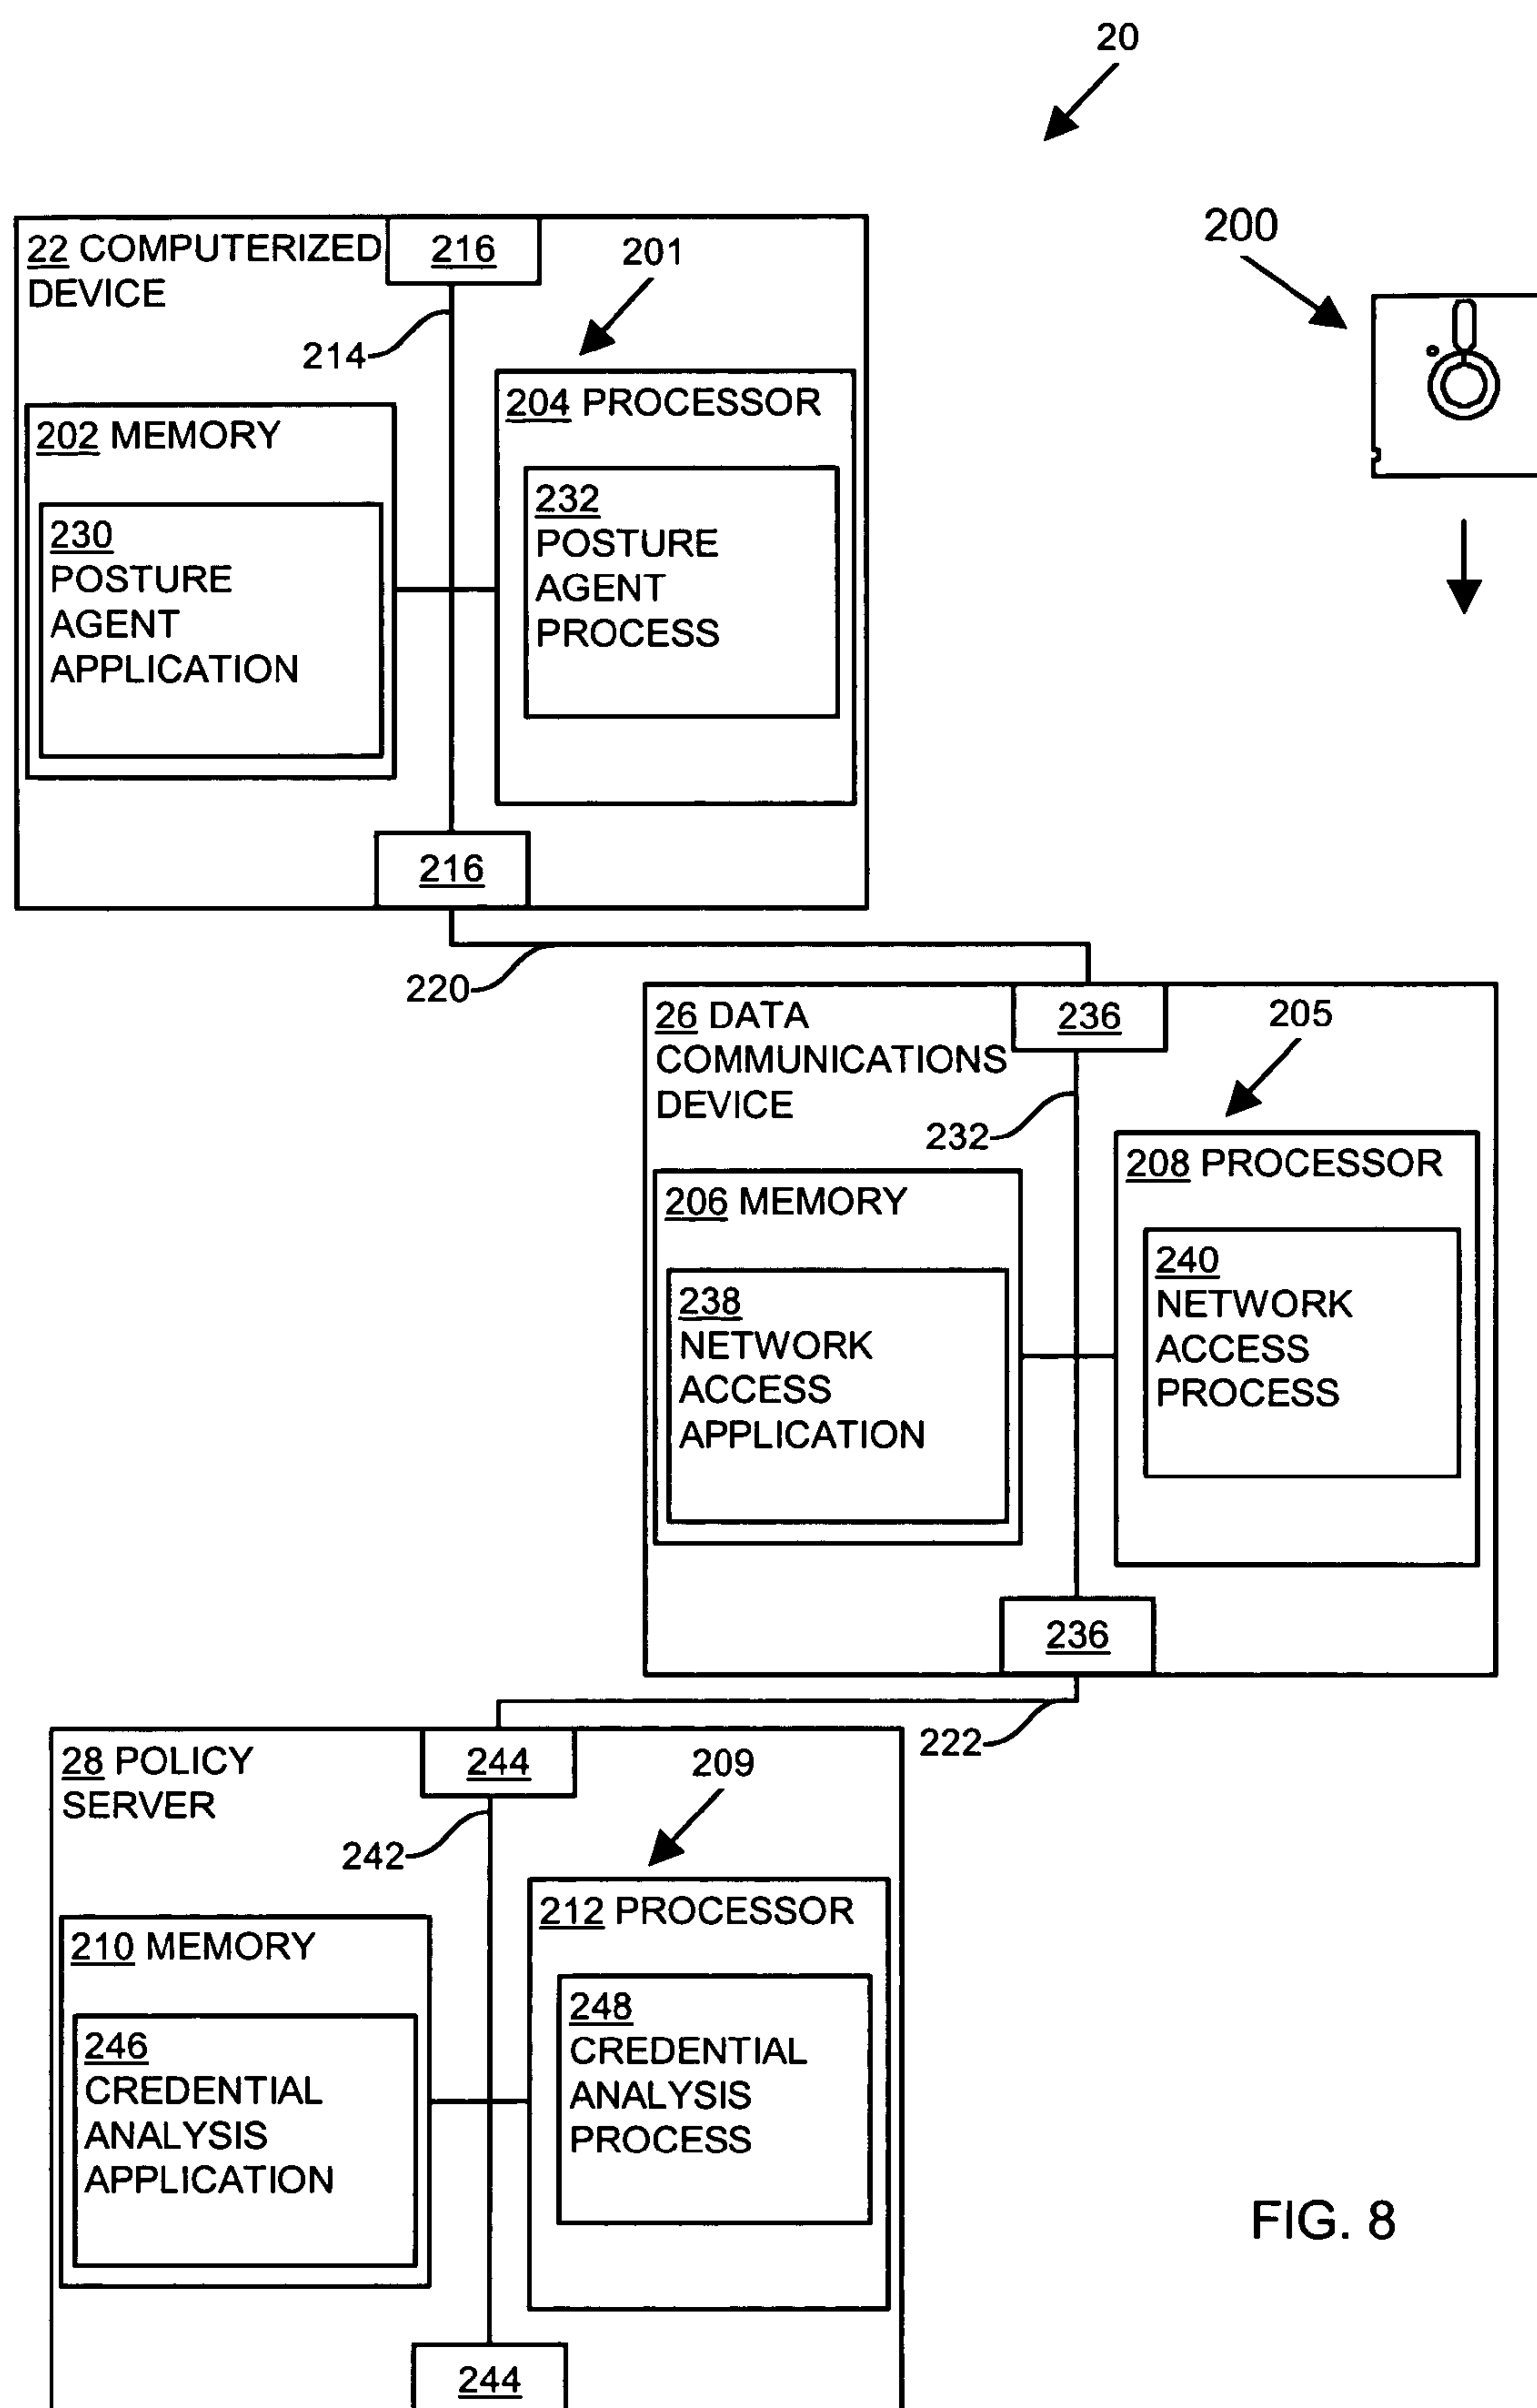 20
200
22 COMPUTERIZED
DEVICE
216
201
214
202 MEMORY
230
POSTURE
AGENT
APPLICATION
204 PROCESSOR
232
POSTURE
AGENT
PROCESS
216
220
26 DATA
COMMUNICATIONS
DEVICE
236
205
232
206 MEMORY
238
NETWORK
ACCESS
APPLICATION
208 PROCESSOR
240
NETWORK
ACCESS
PROCESS
236
222
28 POLICY
SERVER
244
209
242
210 MEMORY
246
CREDENTIAL
ANALYSIS
APPLICATION
212 PROCESSOR
248
CREDENTIAL
ANALYSIS
PROCESS
244
FIG. 8